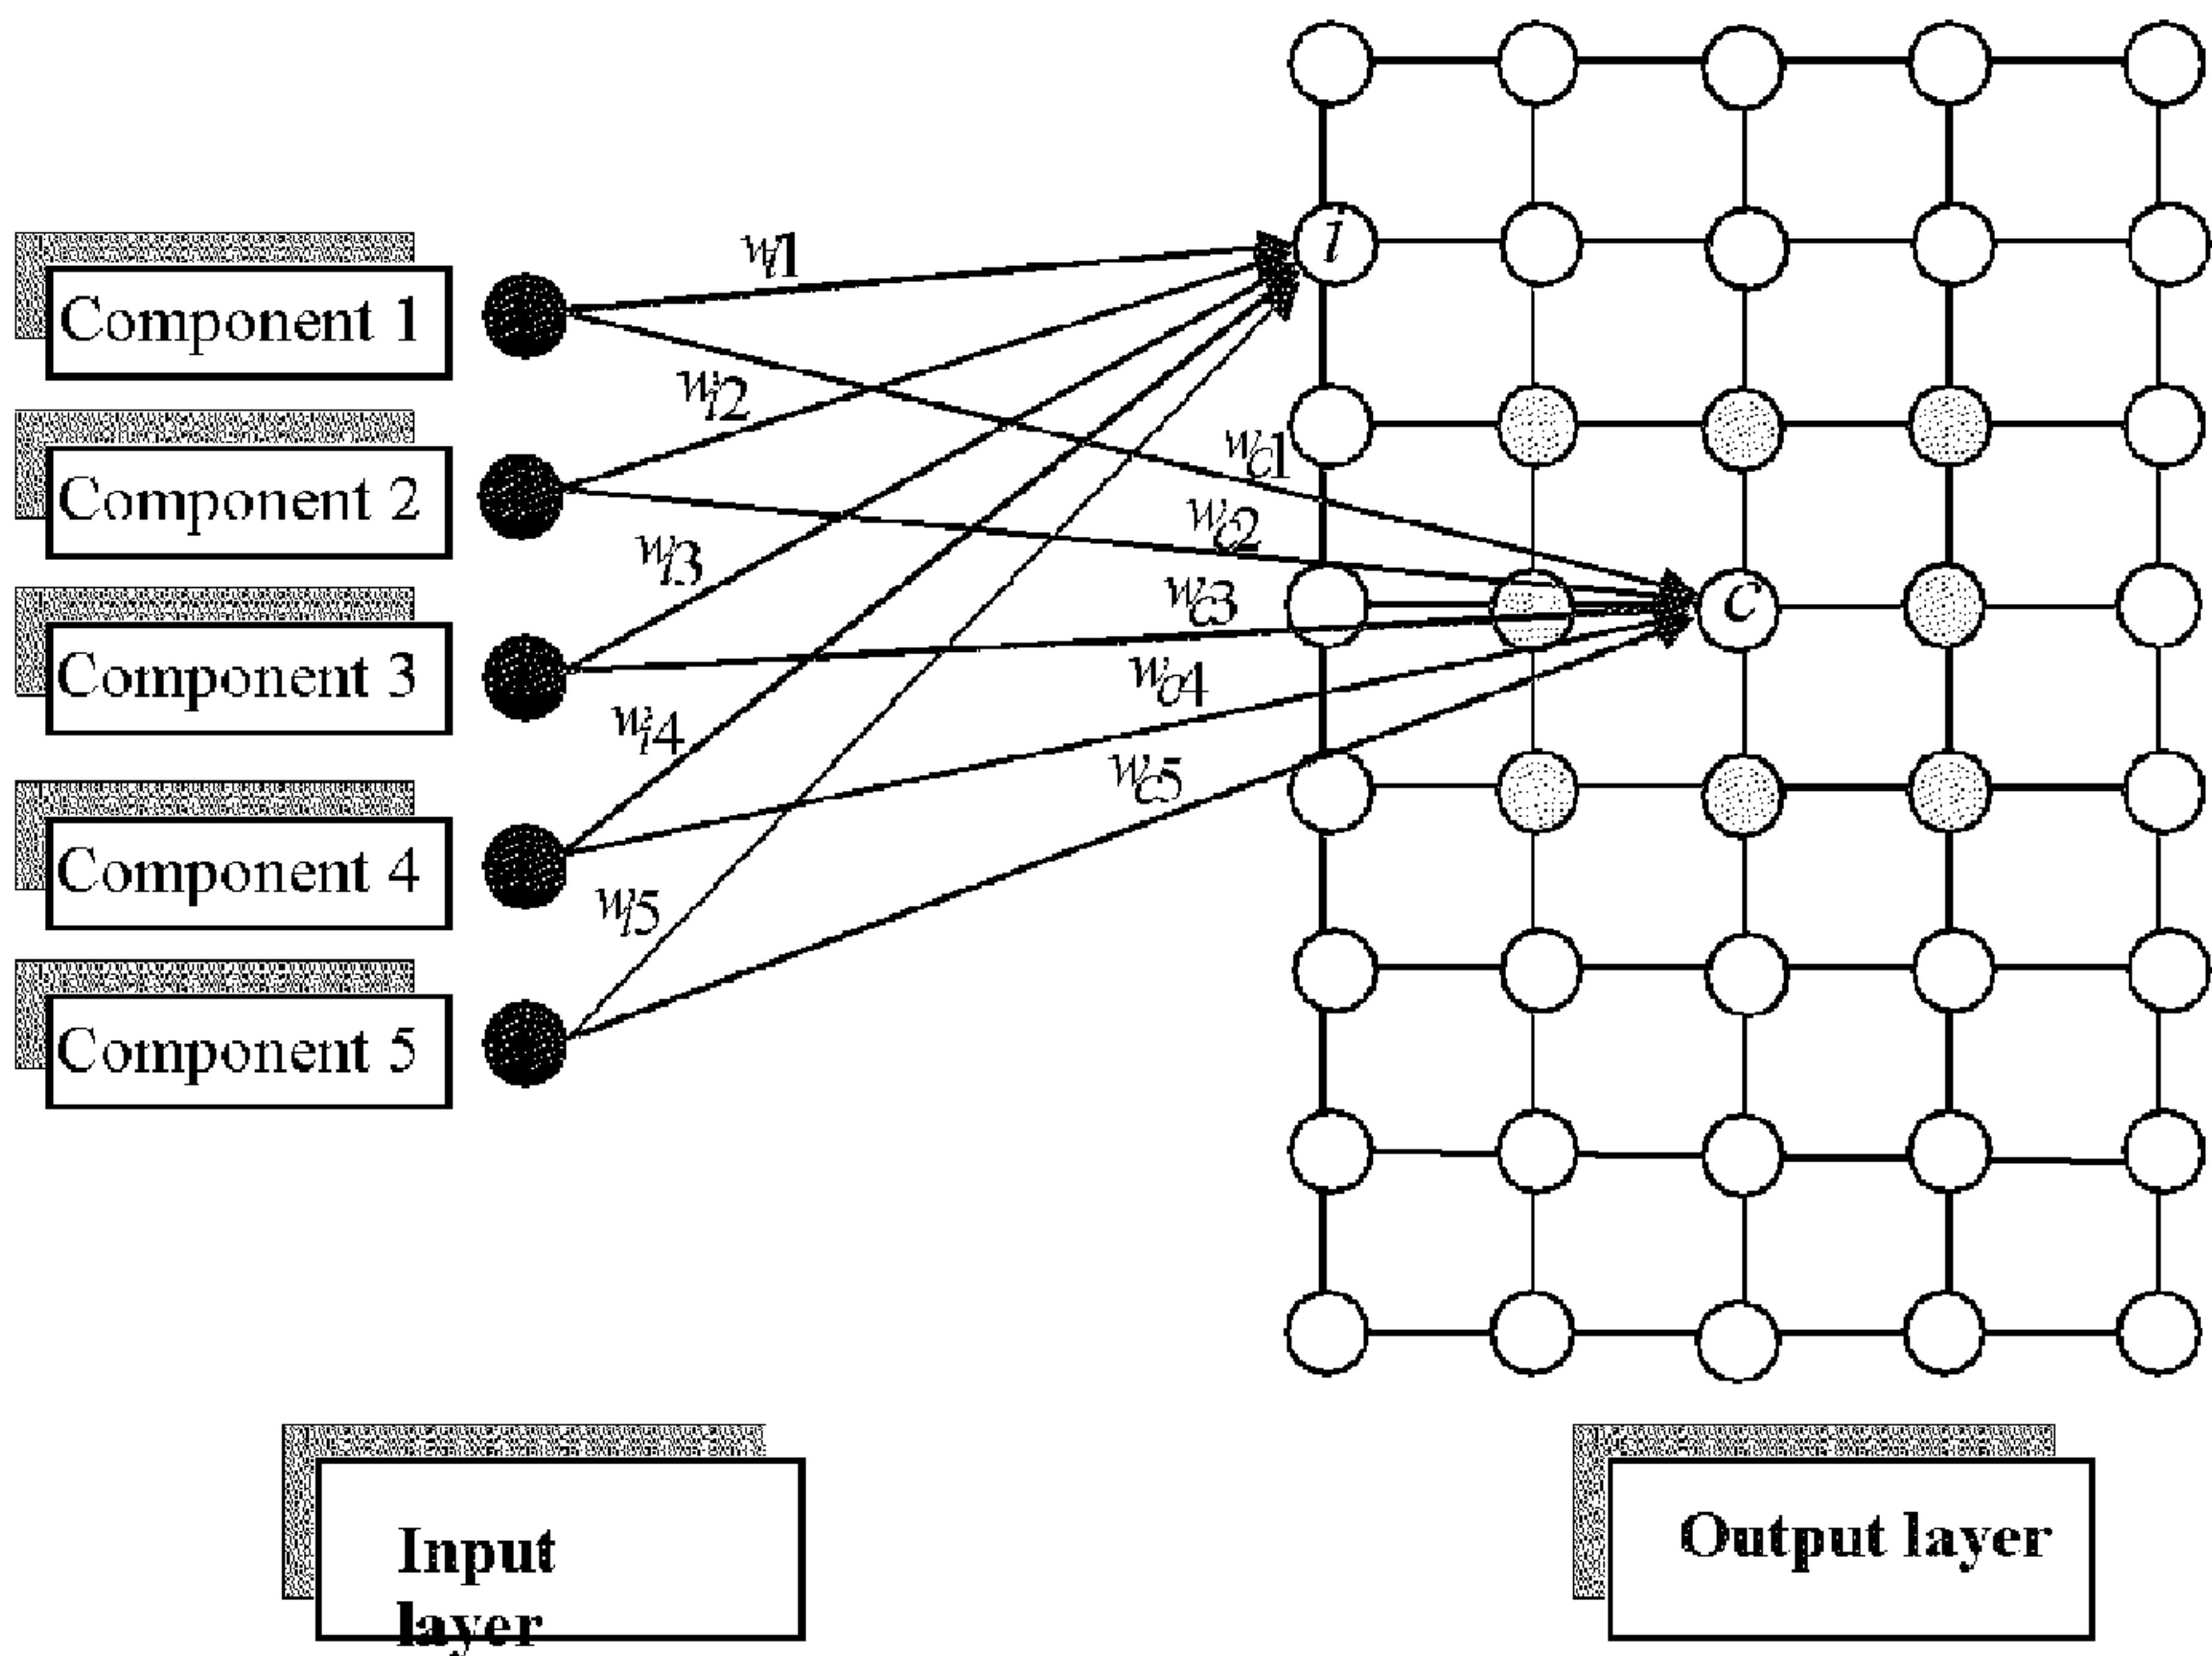 Component 1
Component 2
Component 3
Component 4
Component 5
wi1
wi2
wi3
wi4
wi5
wc1
wc2
wc3
wc4
wc5
i
c
Input
layer
Output layer